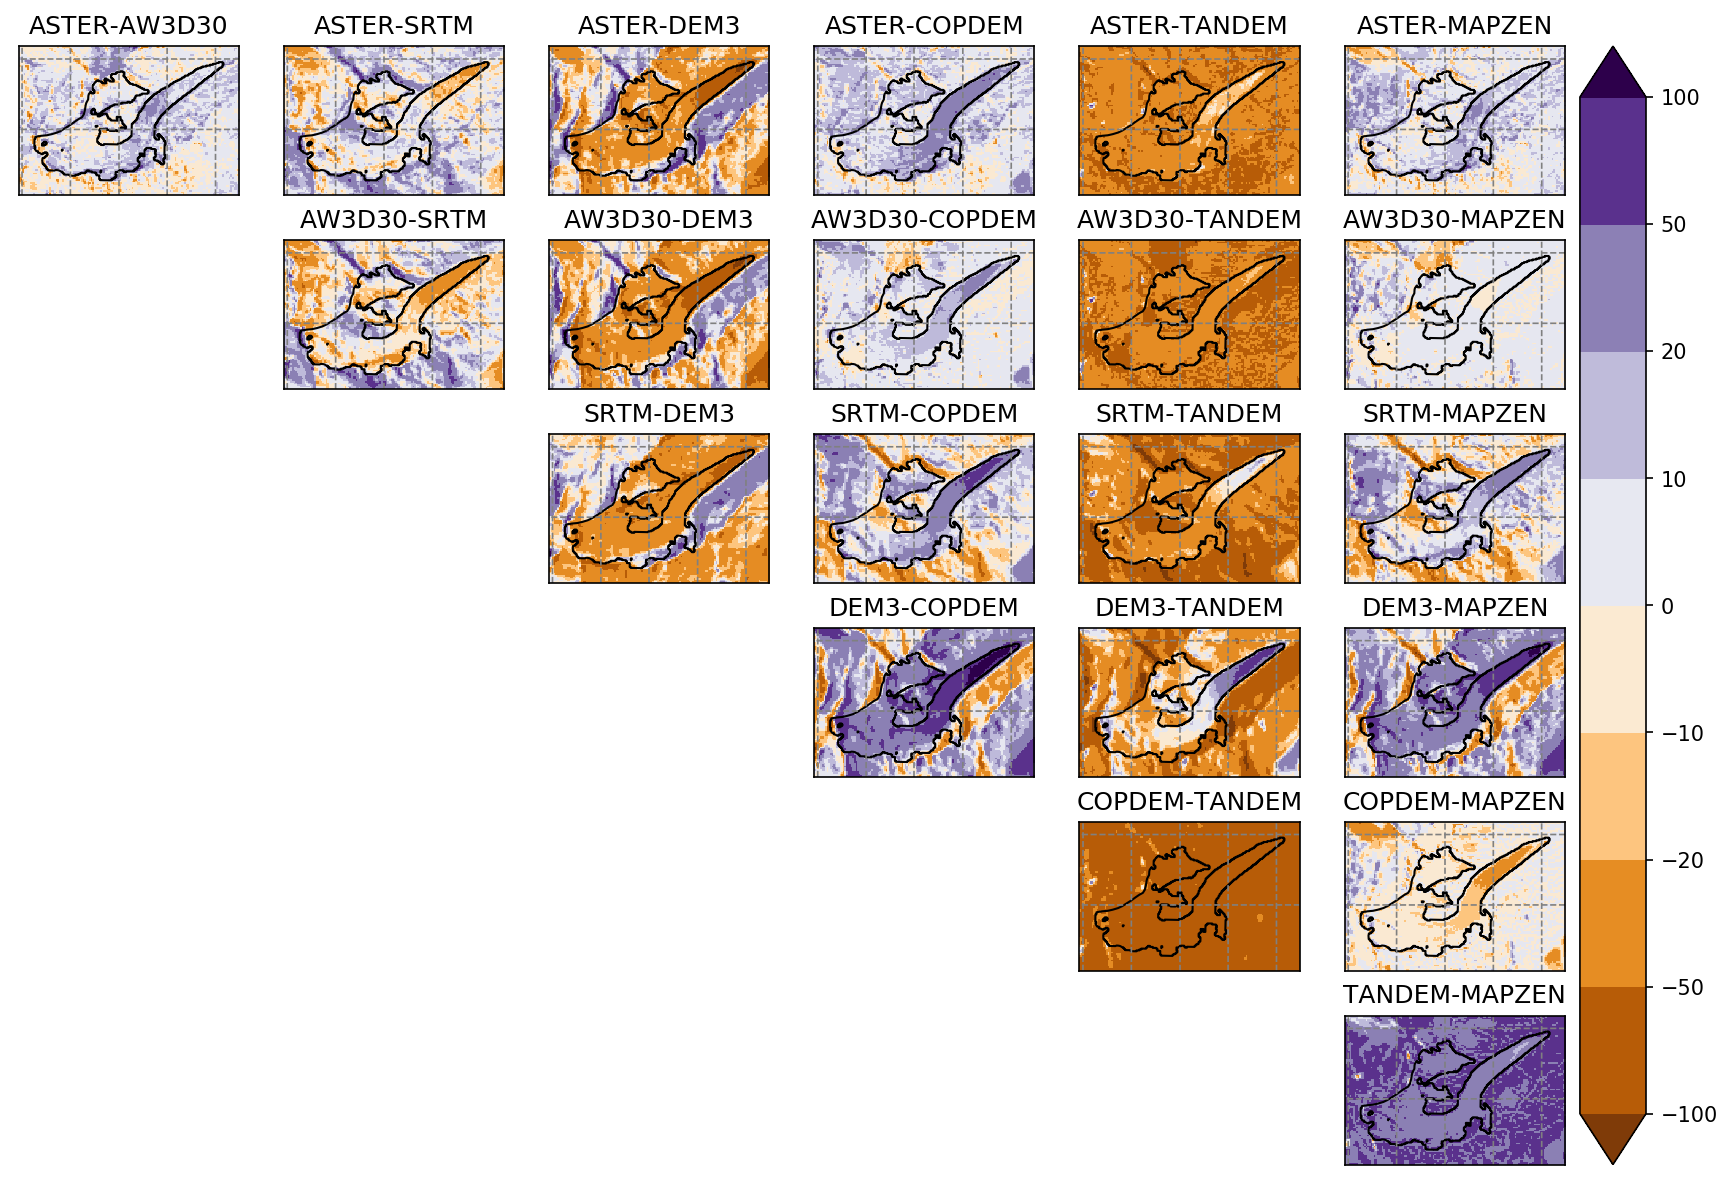 ASTER-AW3D30 ASTER-SRTM ASTER-DEM3 ASTER-COPDEM ASTER-TANDEM ASTER-MAPZEN
AW3D30-SRTM AW3D30-DEM3 AW3D30-COPDEM AW3D30-TANDEM AW3D30-MAPZEN
SRTM-DEM3 SRTM-COPDEM SRTM-TANDEM SRTM-MAPZEN
DEM3-COPDEM DEM3-TANDEM DEM3-MAPZEN
COPDEM-TANDEM COPDEM-MAPZEN
TANDEM-MAPZEN
100
50
20
10
0
−10
−20
−50
−100